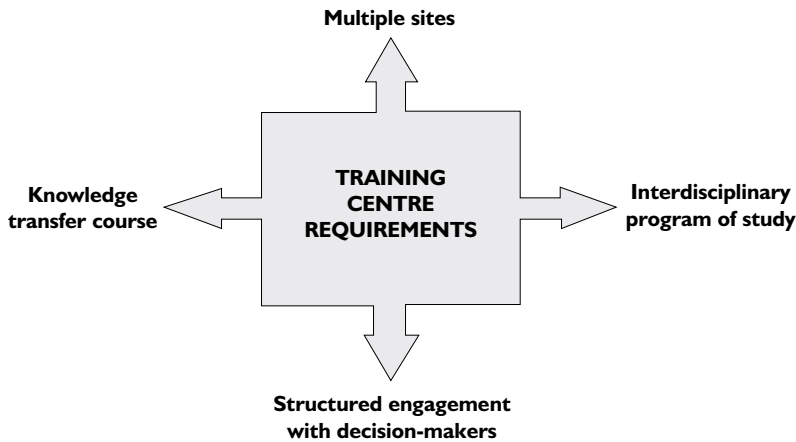 Multiple sites
Knowledge
transfer course
TRAINING
CENTRE
REQUIREMENTS
Interdisciplinary
program of study
Structured engagement
with decision-makers